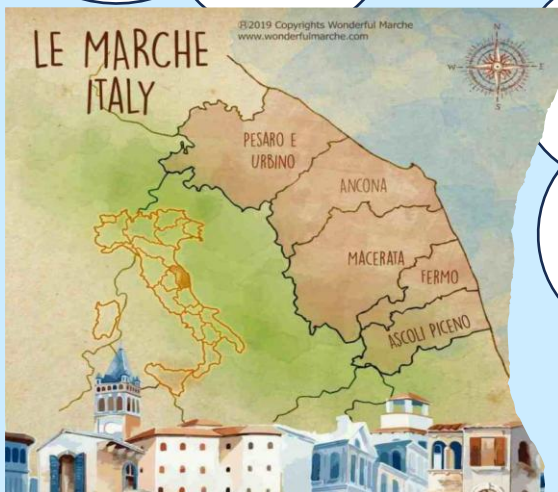 ®2019 Copyrights Wonderful Marche
www.wonderfulmarche.com
LE MARCHE
ITALY
N
W
E
S
PESARO E
URBINO
ANCONA
MACERATA
FERMO
ASCOLI PICENO